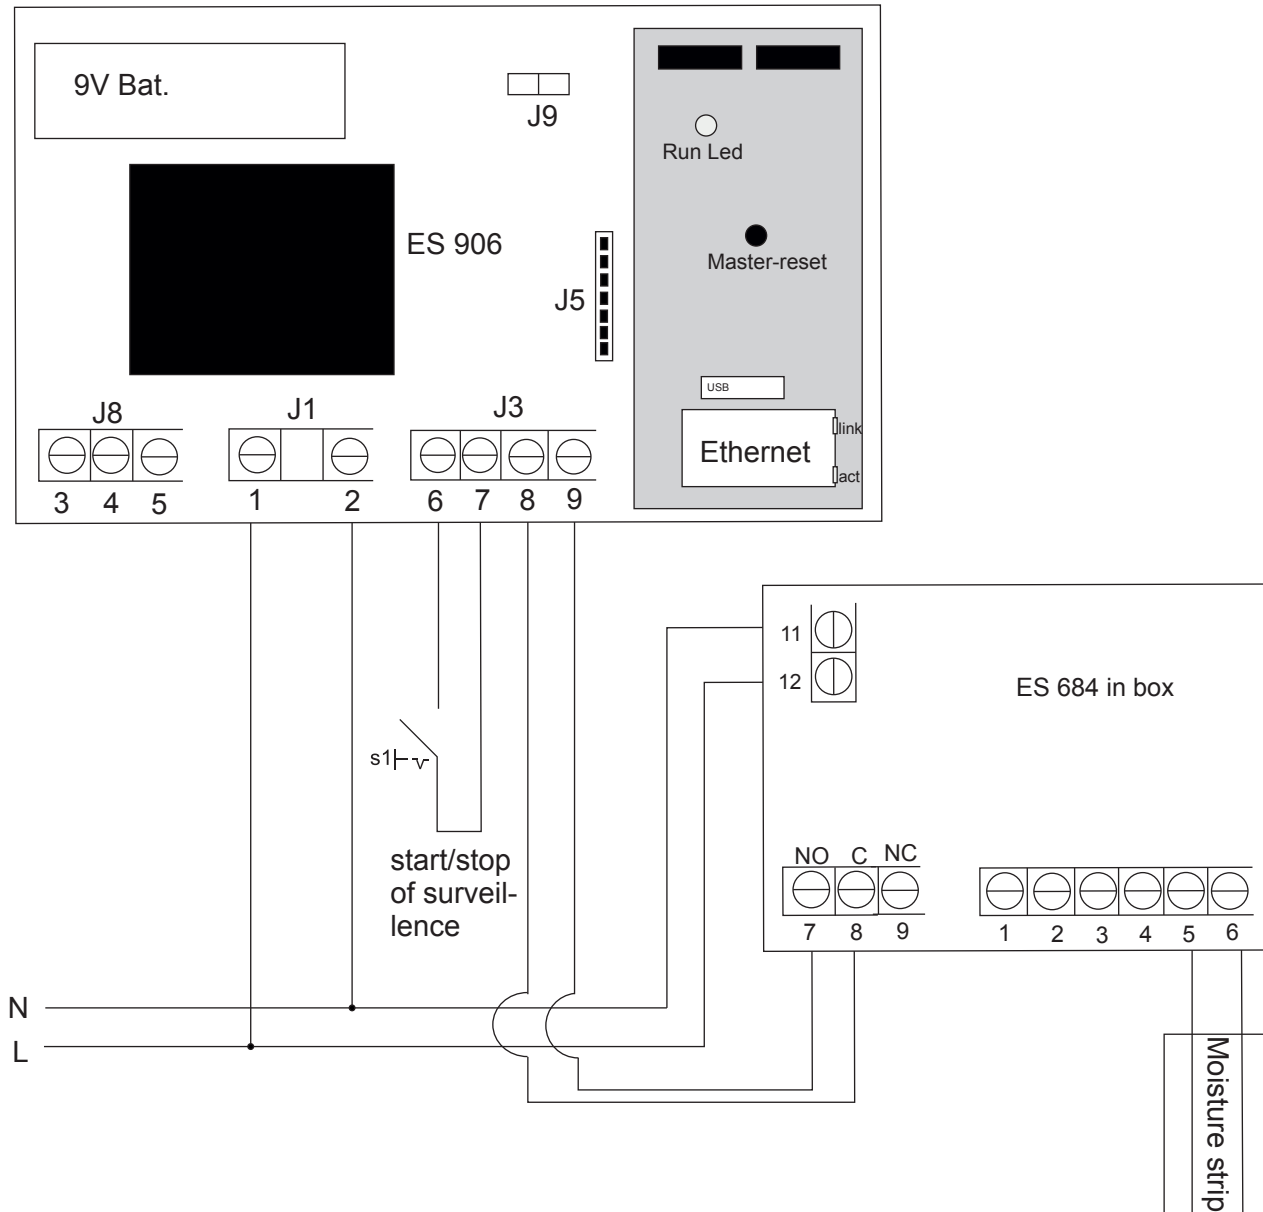 9V Bat.
J9
Run Led
ES 906
Master-reset
J5
USB
J8
J1
J3
link
Ethernet
act
3 4 5
1 2
6 7 8 9
11
12
ES 684 in box
s1
start/stop
of surveil-
lence
NO C NC
7 8 9
1 2 3 4 5 6
N
L
Moisture strip